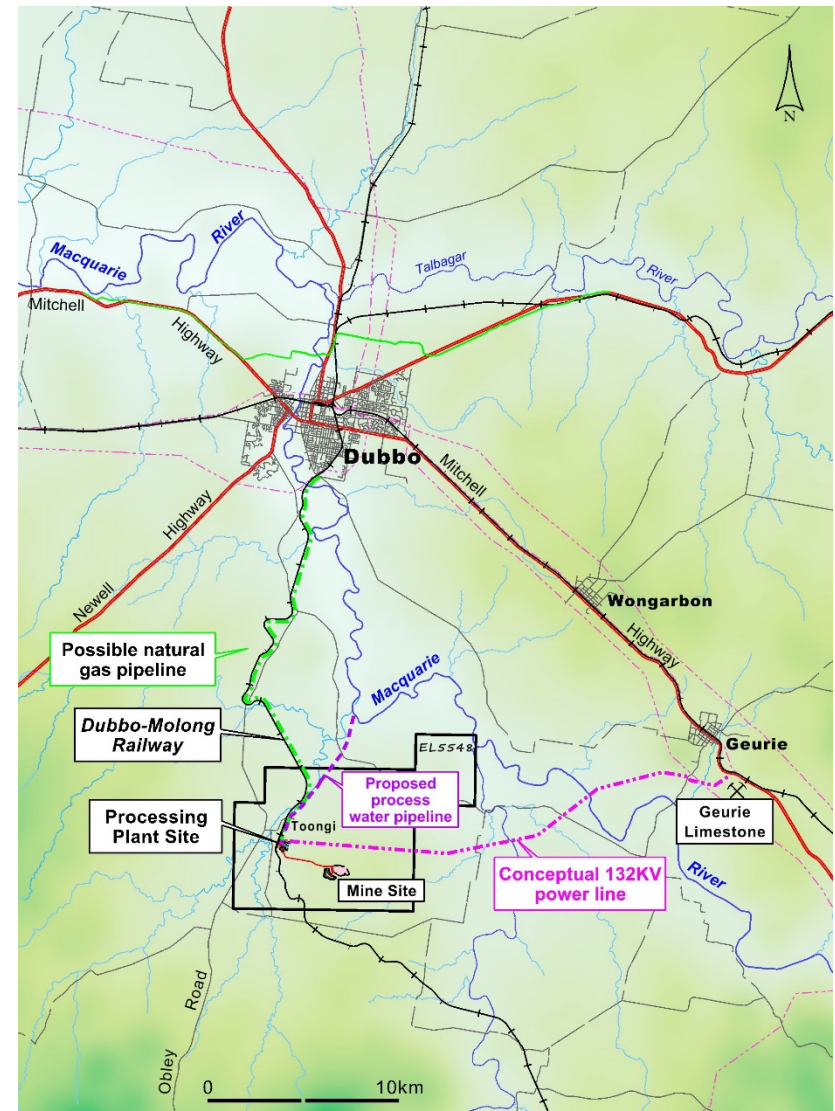 N
Macquarie
River
Talbagar
River
Mitchell
Highway
Dubbo
Mitchell
Highway
Newell
Highway
Wongarbon
Possible natural
gas pipeline
Macquarie
Dubbo-Molong
Railway
EL5548
Geurie
Proposed
process
water pipeline
Processing
Plant Site
Toongi
Geurie
Limestone
Mine Site
Conceptual 132KV
power line
River
Obley
Road
0
10km